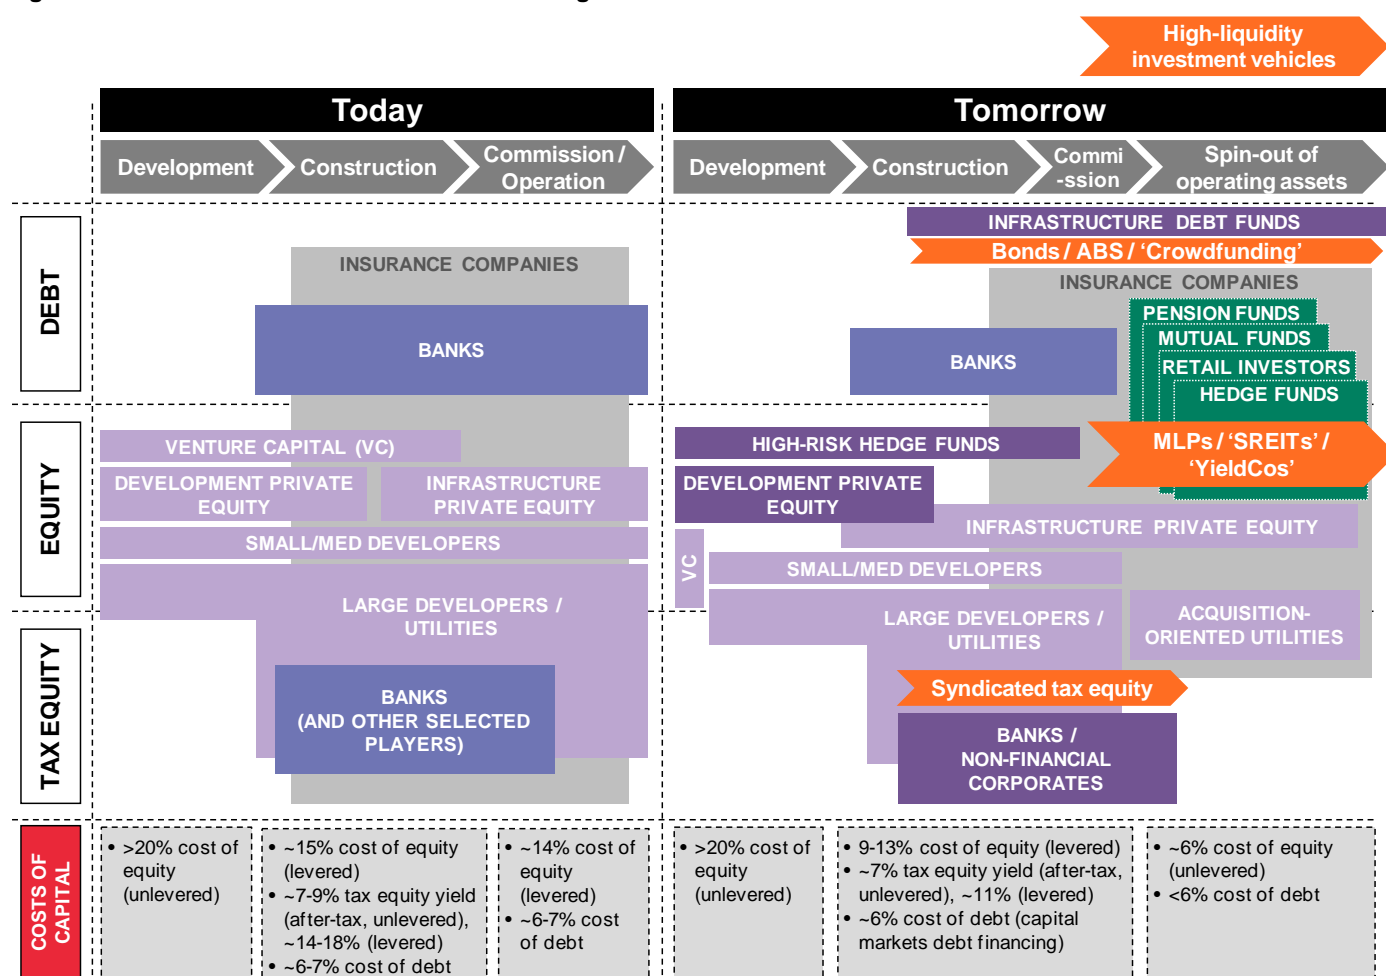 High-liquidity
investment vehicles
Today
Tomorrow
Development
Construction
Commission /
Operation
Development
Construction
Commi
-ssion
Spin-out of
operating assets
DEBT
INSURANCE COMPANIES
BANKS
INFRASTRUCTURE DEBT FUNDS
Bonds / ABS / ‘Crowdfunding’
INSURANCE COMPANIES
BANKS
PENSION FUNDS
MUTUAL FUNDS
RETAIL INVESTORS
HEDGE FUNDS
EQUITY
VENTURE CAPITAL (VC)
DEVELOPMENT PRIVATE
EQUITY
INFRASTRUCTURE
PRIVATE EQUITY
SMALL/MED DEVELOPERS
LARGE DEVELOPERS /
UTILITIES
HIGH-RISK HEDGE FUNDS
MLPs / ‘SREITs’ /
‘YieldCos’
DEVELOPMENT PRIVATE
EQUITY
INFRASTRUCTURE PRIVATE EQUITY
VC
SMALL/MED DEVELOPERS
LARGE DEVELOPERS /
UTILITIES
ACQUISITION-
ORIENTED UTILITIES
TAX EQUITY
BANKS
(AND OTHER SELECTED
PLAYERS)
Syndicated tax equity
BANKS /
NON-FINANCIAL
CORPORATES
COSTS OF
CAPITAL
• >20% cost of
equity
(unlevered)
• ~15% cost of equity
(levered)
• ~7-9% tax equity yield
(after-tax, unlevered),
~14-18% (levered)
• ~6-7% cost of debt
• ~14% cost of
equity
(levered)
• ~6-7% cost
of debt
• >20% cost of
equity
(unlevered)
• 9-13% cost of equity (levered)
• ~7% tax equity yield (after-tax,
unlevered), ~11% (levered)
• ~6% cost of debt (capital
markets debt financing)
• ~6% cost of equity
(unlevered)
• <6% cost of debt